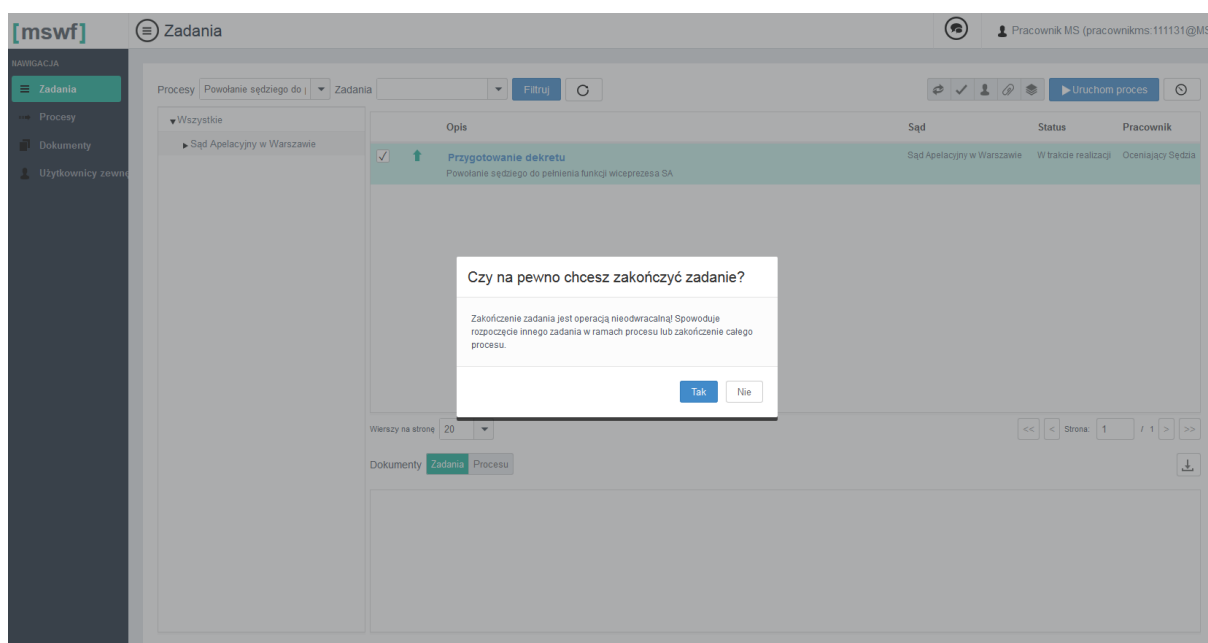 [mswf]
Zadania
Pracownik MS (pracownikms:111131@MS
NAWIGACJA
Zadania
Procesy
Dokumenty
Użytkownicy zewnę
Procesy Powołanie sędziego do Zadania Filtruj Uruchom proces
Wszystkie
Sąd Apelacyjny w Warszawie
Opis Sąd Status Pracownik
Przygotowanie dekretu Sąd Apelacyjny w Warszawie W trakcie realizacji Oceniający Sędzia
Powołanie sędziego do pełnienia funkcji wiceprezesa SA
Czy na pewno chcesz zakończyć zadanie?
Zakończenie zadania jest operacją nieodwracalną! Spowoduje
rozpoczęcie innego zadania w ramach procesu lub zakończenie całego
procesu.
Tak Nie
Wierszy na stronę 20 << < Strona: 1 / 1 > >>
Dokumenty Zadania Procesu